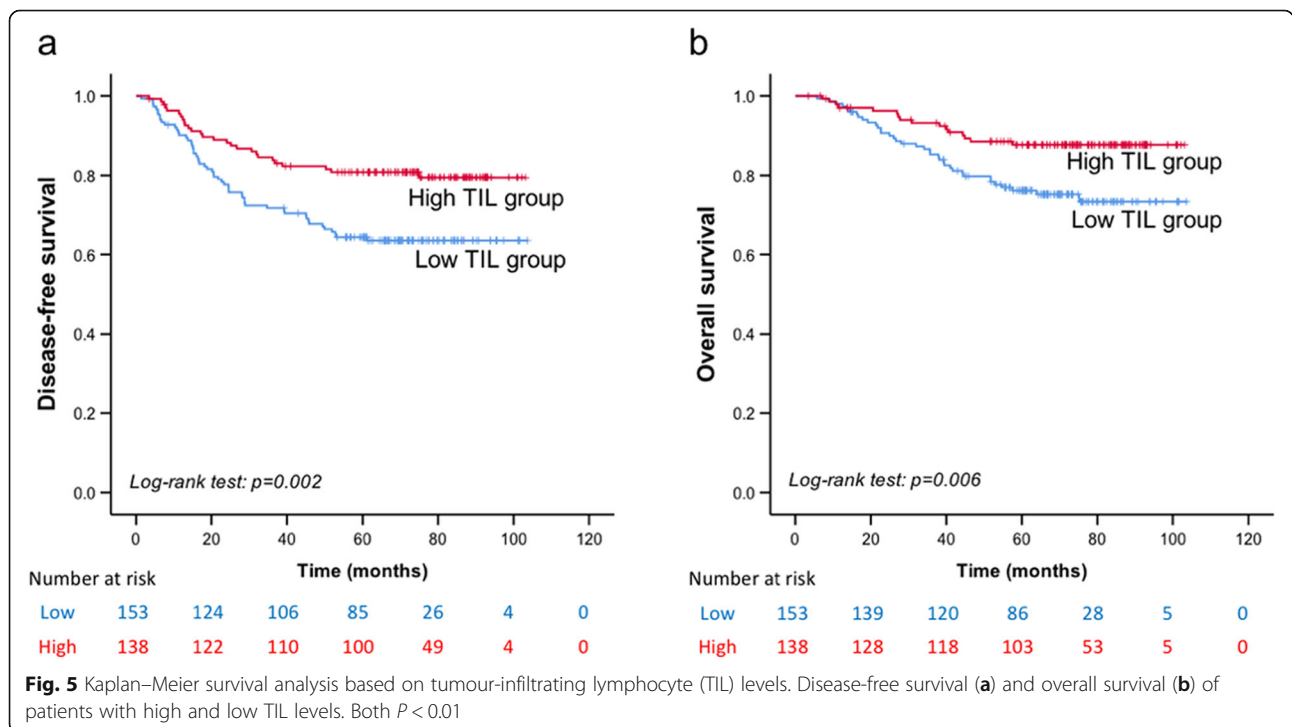 a
Disease-free survival
1.0
0.8
0.6
0.4
0.2
0.0
High TIL group
Low TIL group
Log-rank test: p=0.002
0 20 40 60 80 100 120
Time (months)
Number at risk
Low 153 124 106 85 26 4 0
High 138 122 110 100 49 4 0
b
Overall survival
1.0
0.8
0.6
0.4
0.2
0.0
High TIL group
Low TIL group
Log-rank test: p=0.006
0 20 40 60 80 100 120
Time (months)
Number at risk
Low 153 139 120 86 28 5 0
High 138 128 118 103 53 5 0
Fig. 5 Kaplan–Meier survival analysis based on tumour-infiltrating lymphocyte (TIL) levels. Disease-free survival (a) and overall survival (b) of
patients with high and low TIL levels. Both P < 0.01